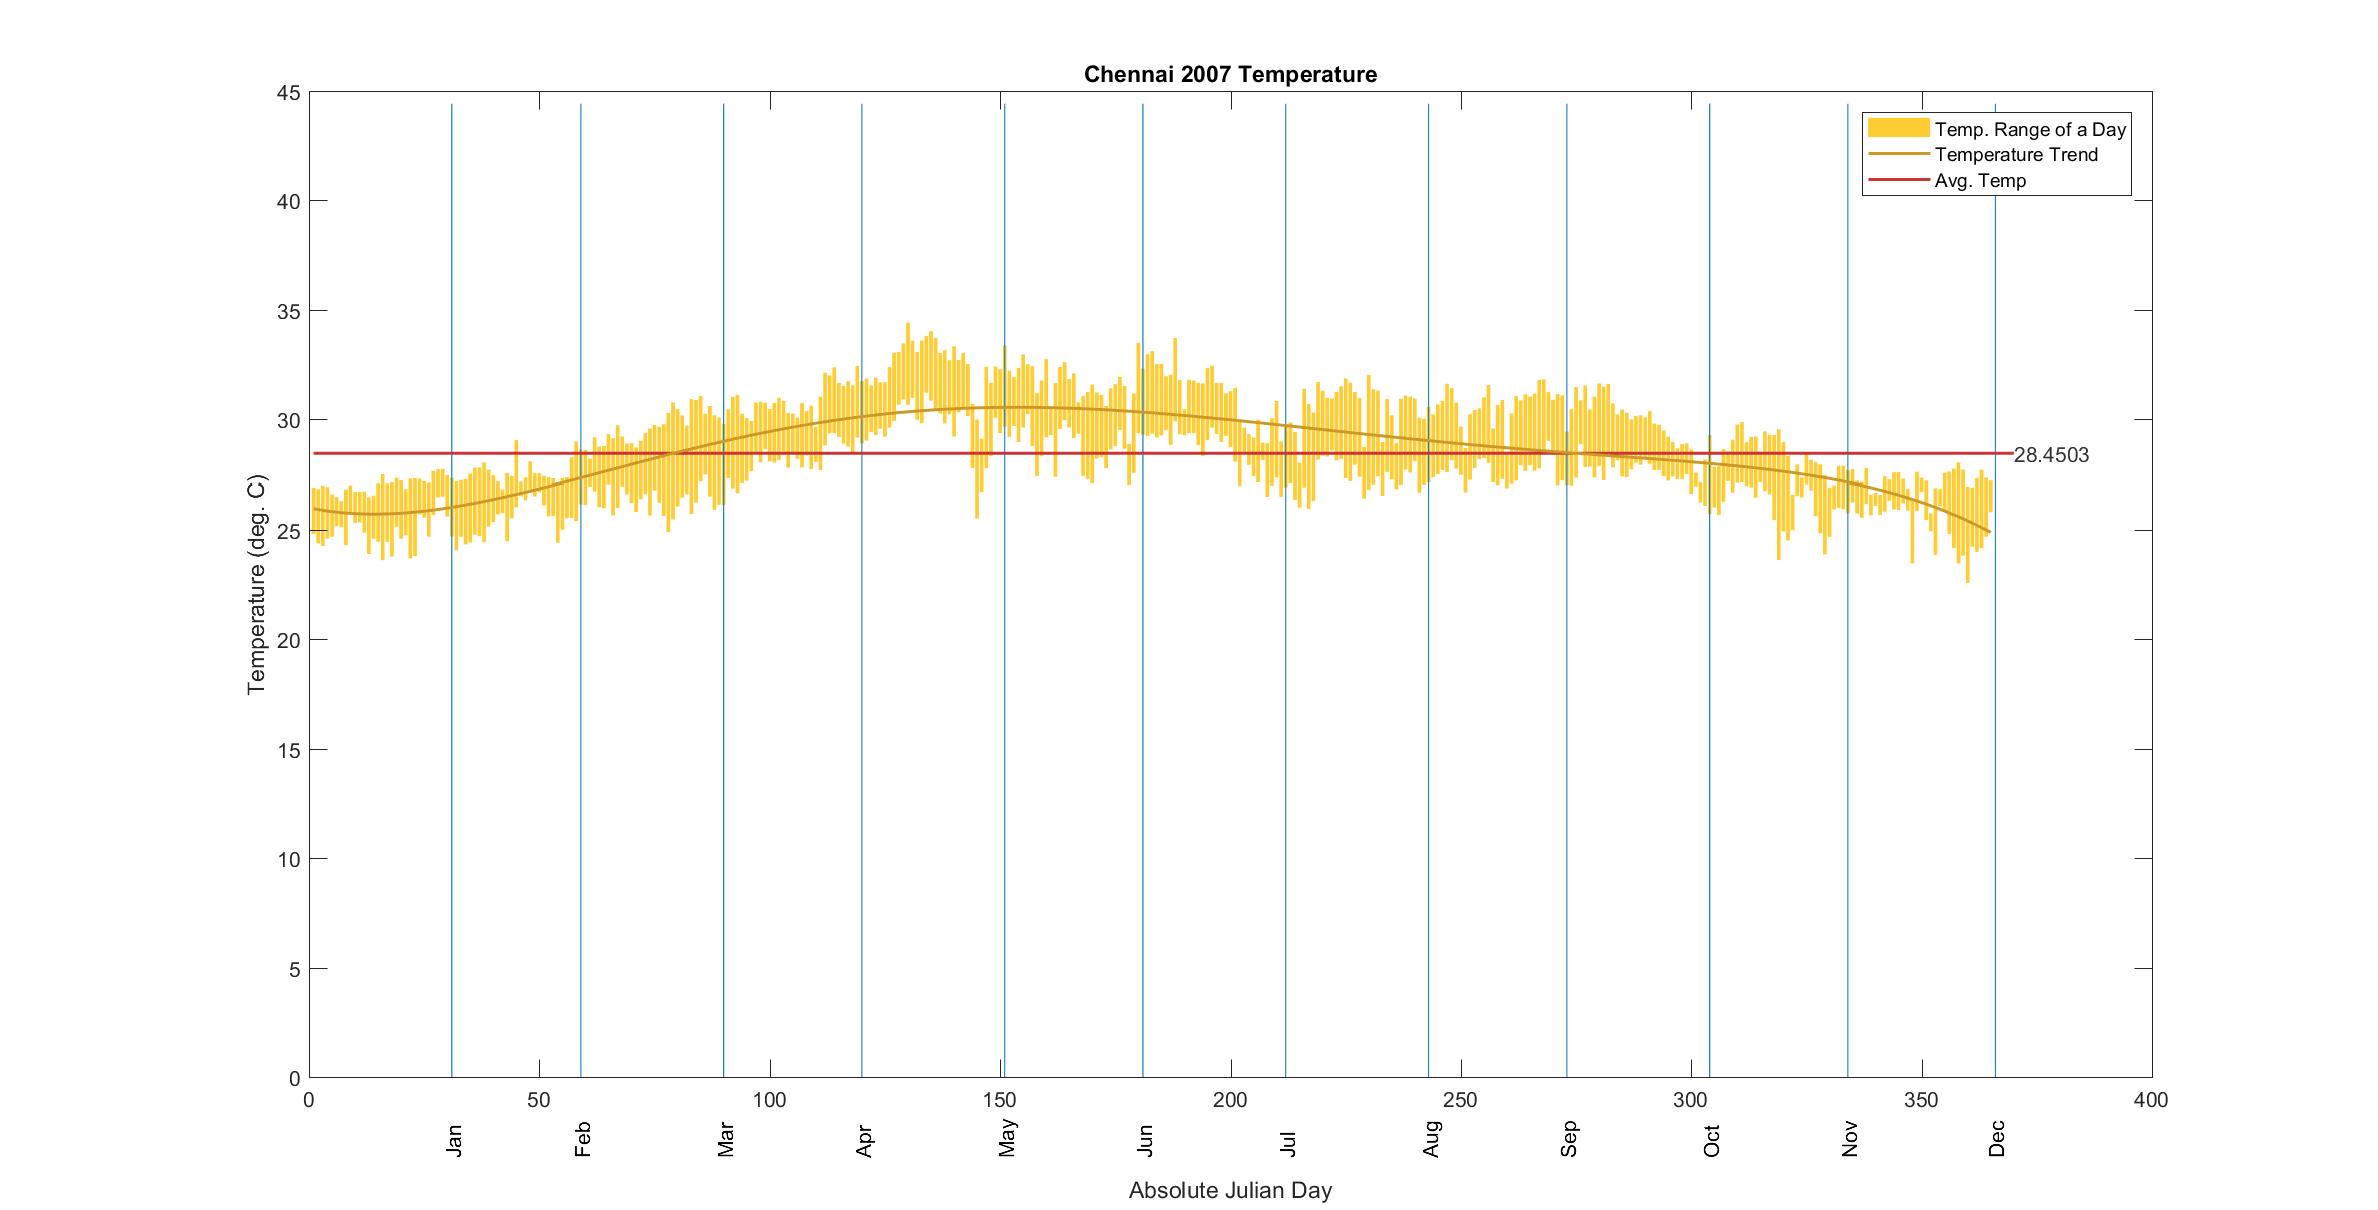 Chennai 2007 Temperature
45
40
35
30
25
20
15
10
5
0
Temperature (deg. C)
Temp. Range of a Day
Temperature Trend
Avg. Temp
28.4503
0 50 100 150 200 250 300 350 400
Jan Feb Mar Apr May Jun Jul Aug Sep Oct Nov Dec
Absolute Julian Day